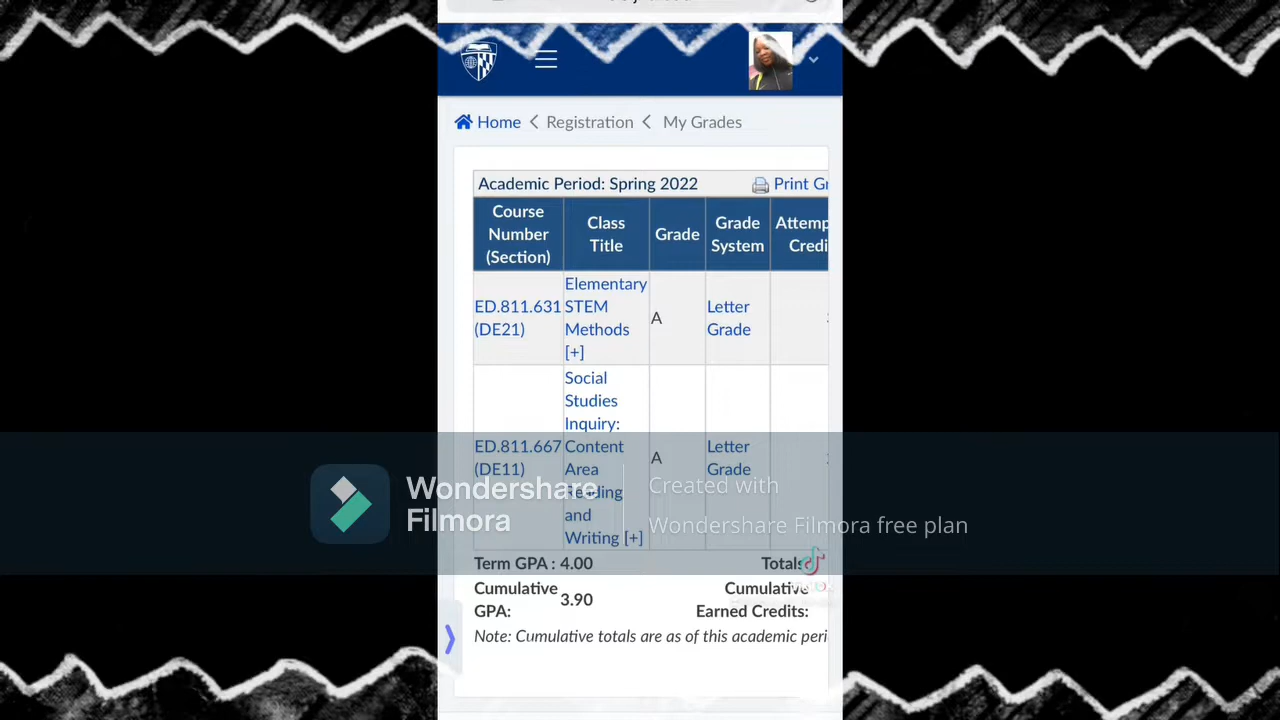 Home < Registration < My Grades
Academic Period: Spring 2022 Print Gr
Course Number (Section) Class Title Grade Grade System Attemp Credi
ED.811.631 (DE21) Elementary STEM Methods [+] A Letter Grade
ED.811.667 (DE11) Social Studies Inquiry: Content Area Reading and Writing [+] A Letter Grade
Wondershare Filmora
Created with
Wondershare Filmora free plan
Term GPA : 4.00 Totals
Cumulative GPA: 3.90 Cumulative Earned Credits:
Note: Cumulative totals are as of this academic peri